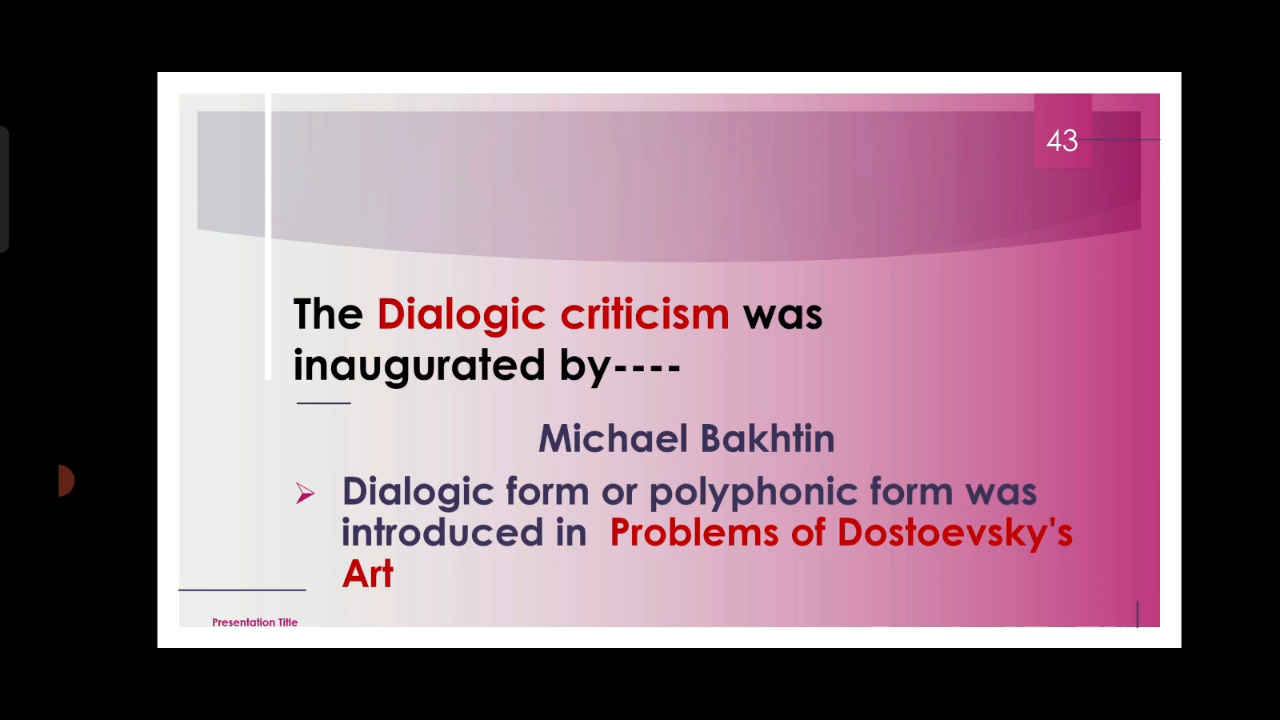 43
The Dialogic criticism was
inaugurated by----
Michael Bakhtin
Dialogic form or polyphonic form was
introduced in Problems of Dostoevsky's
Art
Presentation Title